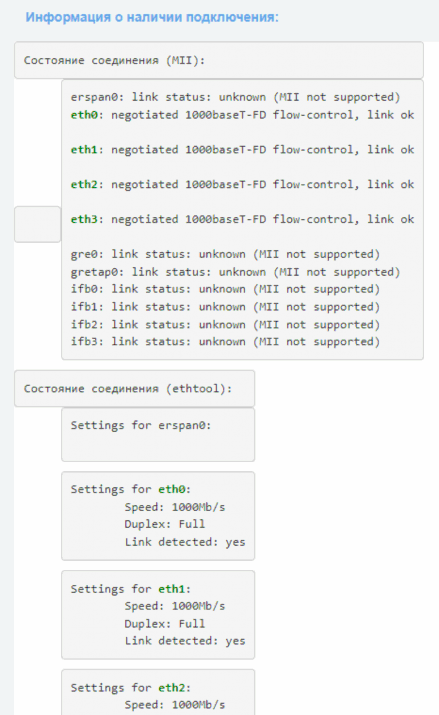 Информация о наличии подключения:
Состояние соединения (MII):
erspan0: link status: unknown (MII not supported)
eth0: negotiated 1000baseT-FD flow-control, link ok
eth1: negotiated 1000baseT-FD flow-control, link ok
eth2: negotiated 1000baseT-FD flow-control, link ok
eth3: negotiated 1000baseT-FD flow-control, link ok
gre0: link status: unknown (MII not supported)
gretap0: link status: unknown (MII not supported)
ifb0: link status: unknown (MII not supported)
ifb1: link status: unknown (MII not supported)
ifb2: link status: unknown (MII not supported)
ifb3: link status: unknown (MII not supported)
Состояние соединения (ethtool):
Settings for erspan0:
Settings for eth0:
Speed: 1000Mb/s
Duplex: Full
Link detected: yes
Settings for eth1:
Speed: 1000Mb/s
Duplex: Full
Link detected: yes
Settings for eth2:
Speed: 1000Mb/s